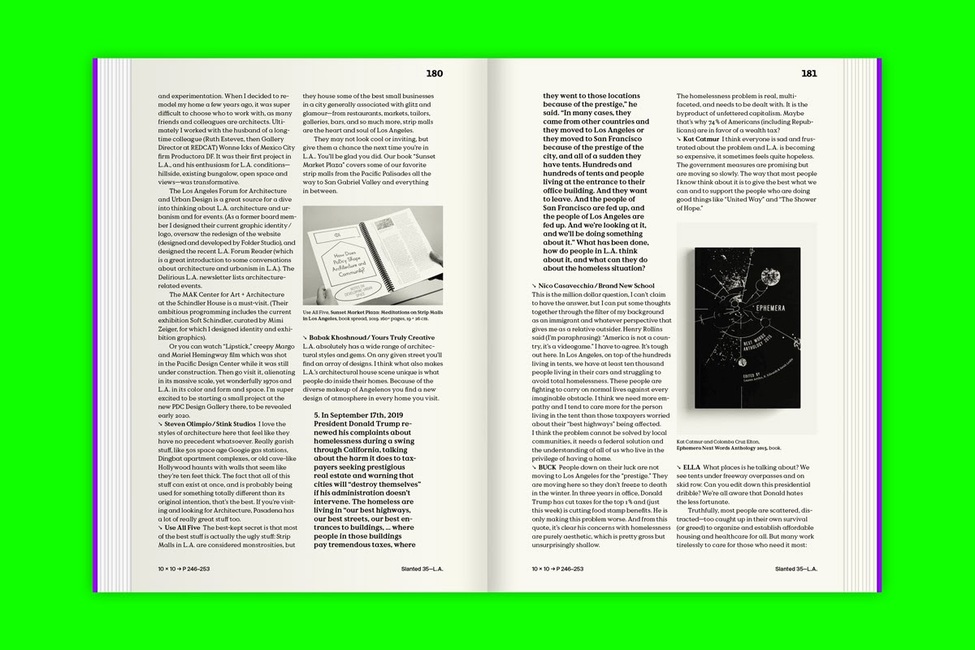 180
and experimentation. When I decided to re-
model my home a few years ago, it was super
difficult to choose who to work with, as many
friends and colleagues are architects. Ulti-
mately I worked with the husband of a long-
time colleague (Ruth Estevez, then Gallery
Director at REDCAT) Wonne Ickx of Mexico City
firm Productora DF. It was their first project in
L.A., and his enthusiasm for L.A. conditions—
hillside, existing bungalow, open space and
views—was transformative.
The Los Angeles Forum for Architecture
and Urban Design is a great source for a dive
into thinking about L.A. architecture and ur-
banism and for events. (As a former board mem-
ber I designed their current graphic identity/
logo, oversaw the redesign of the website
(designed and developed by Folder Studio), and
designed the recent L.A. Forum Reader (which
is a great introduction to some conversations
about architecture and urbanism in L.A.). The
Delirious L.A. newsletter lists architecture-
related events.
The MAK Center for Art + Architecture
at the Schindler House is a must-visit. (Their
ambitious programming includes the current
exhibition Soft Schindler, curated by Mimi
Zeiger, for which I designed identity and exhi-
bition graphics).
Or you can watch "Lipstick," creepy Margo
and Mariel Hemingway film which was shot
in the Pacific Design Center while it was still
under construction. Then go visit it, alienating
in its massive scale, yet wonderfully 1970s and
L.A. in its color and form and space. I'm super
excited to be starting a small project at the
new PDC Design Gallery there, to be revealed
early 2020.
↘ Steven Olimpio/Stink Studios I love the
styles of architecture here that feel like they
have no precedent whatsoever. Really garish
stuff, like 50s space age Googie gas stations,
Dingbat apartment complexes, or old cave-like
Hollywood haunts with walls that seem like
they're ten feet thick. The fact that all of this
stuff can exist at once, and is probably being
used for something totally different than its
original intention, that's the best. If you're visit-
ing and looking for Architecture, Pasadena has
a lot of really great stuff too.
↘ Use All Five The best-kept secret is that most
of the best stuff is actually the ugly stuff: Strip
Malls in L.A. are considered monstrosities, but
they house some of the best small businesses
in a city generally associated with glitz and
glamour—from restaurants, markets, tailors,
galleries, bars, and so much more, strip malls
are the heart and soul of Los Angeles.
They may not look cool or inviting, but
give them a chance the next time you're in
L.A.. You'll be glad you did. Our book "Sunset
Market Plaza" covers some of our favorite
strip malls from the Pacific Palisades all the
way to San Gabriel Valley and everything
in between.
How Does
Policy Shape
Architecture and
Community?
Use All Five, Sunset Market Plaza: Meditations on Strip Malls
in Los Angeles, book spread, 2019, 160+ pages, 19 × 26 cm.
↘ Babak Khoshnoud/Yours Truly Creative
L.A. absolutely has a wide range of architec-
tural styles and gems. On any given street you'll
find an array of designs. I think what also makes
L.A.'s architectural house scene unique is what
people do inside their homes. Because of the
diverse makeup of Angelenos you find a new
design of atmosphere in every home you visit.
5. In September 17th, 2019
President Donald Trump re-
newed his complaints about
homelessness during a swing
through California, talking
about the harm it does to tax-
payers seeking prestigious
real estate and warning that
cities will "destroy themselves"
if his administration doesn't
intervene. The homeless are
living in "our best highways,
our best streets, our best en-
trances to buildings, … where
people in those buildings
pay tremendous taxes, where
10 × 10 → P 246–253
Slanted 35—L.A.
181
they went to those locations
because of the prestige," he
said. "In many cases, they
came from other countries and
they moved to Los Angeles or
they moved to San Francisco
because of the prestige of the
city, and all of a sudden they
have tents. Hundreds and
hundreds of tents and people
living at the entrance to their
office building. And they want
to leave. And the people of
San Francisco are fed up, and
the people of Los Angeles are
fed up. And we're looking at it,
and we'll be doing something
about it." What has been done,
how do people in L.A. think
about it, and what can they do
about the homeless situation?
↘ Nico Casavecchia/Brand New School
This is the million dollar question, I can't claim
to have the answer, but I can put some thoughts
together through the filter of my background
as an immigrant and whatever perspective that
gives me as a relative outsider. Henry Rollins
said (I'm paraphrasing) "America is not a coun-
try, it's a videogame." I have to agree. It's tough
out here. In Los Angeles, on top of the hundreds
living in tents, we have at least ten thousand
people living in their cars and struggling to
avoid total homelessness. These people are
fighting to carry on normal lives against every
imaginable obstacle. I think we need more em-
pathy and I tend to care more for the person
living in the tent than those taxpayers worried
about their "best highways" being affected.
I think the problem cannot be solved by local
communities, it needs a federal solution and
the understanding of all of us who live in the
privilege of having a home.
↘ BUCK People down on their luck are not
moving to Los Angeles for the "prestige." They
are moving here so they don't freeze to death
in the winter. In three years in office, Donald
Trump has cut taxes for the top 1% and (just
this week) is cutting food stamp benefits. He is
only making this problem worse. And from this
quote, it's clear his concerns with homelessness
are purely aesthetic, which is pretty gross but
unsurprisingly shallow.
The homelessness problem is real, multi-
faceted, and needs to be dealt with. It is the
byproduct of unfettered capitalism. Maybe
that's why 74% of Americans (including Repub-
licans) are in favor of a wealth tax?
↘ Kot Cotmur I think everyone is sad and frus-
trated about the problem and L.A. is becoming
so expensive, it sometimes feels quite hopeless.
The government measures are promising but
are moving so slowly. The way that most people
I know think about it is to give the best what we
can and to support the people who are doing
good things like "United Way" and "The Shower
of Hope."
EPHEMERA
NEXT WORDS
ANTHOLOGY 2015
EDITED BY
Kot Cotmur and Colomba Cruz Elton,
Ephemera Next Words Anthology 2015, book.
↘ ELLA What places is he talking about? We
see tents under freeway overpasses and on
skid row. Can you edit down this presidential
dribble? We're all aware that Donald hates
the less fortunate.
Truthfully, most people are scattered, dis-
tracted—too caught up in their own survival
(or greed) to organize and establish affordable
housing and healthcare for all. But many work
tirelessly to care for those who need it most:
10 × 10 → P 246–253
Slanted 35—L.A.